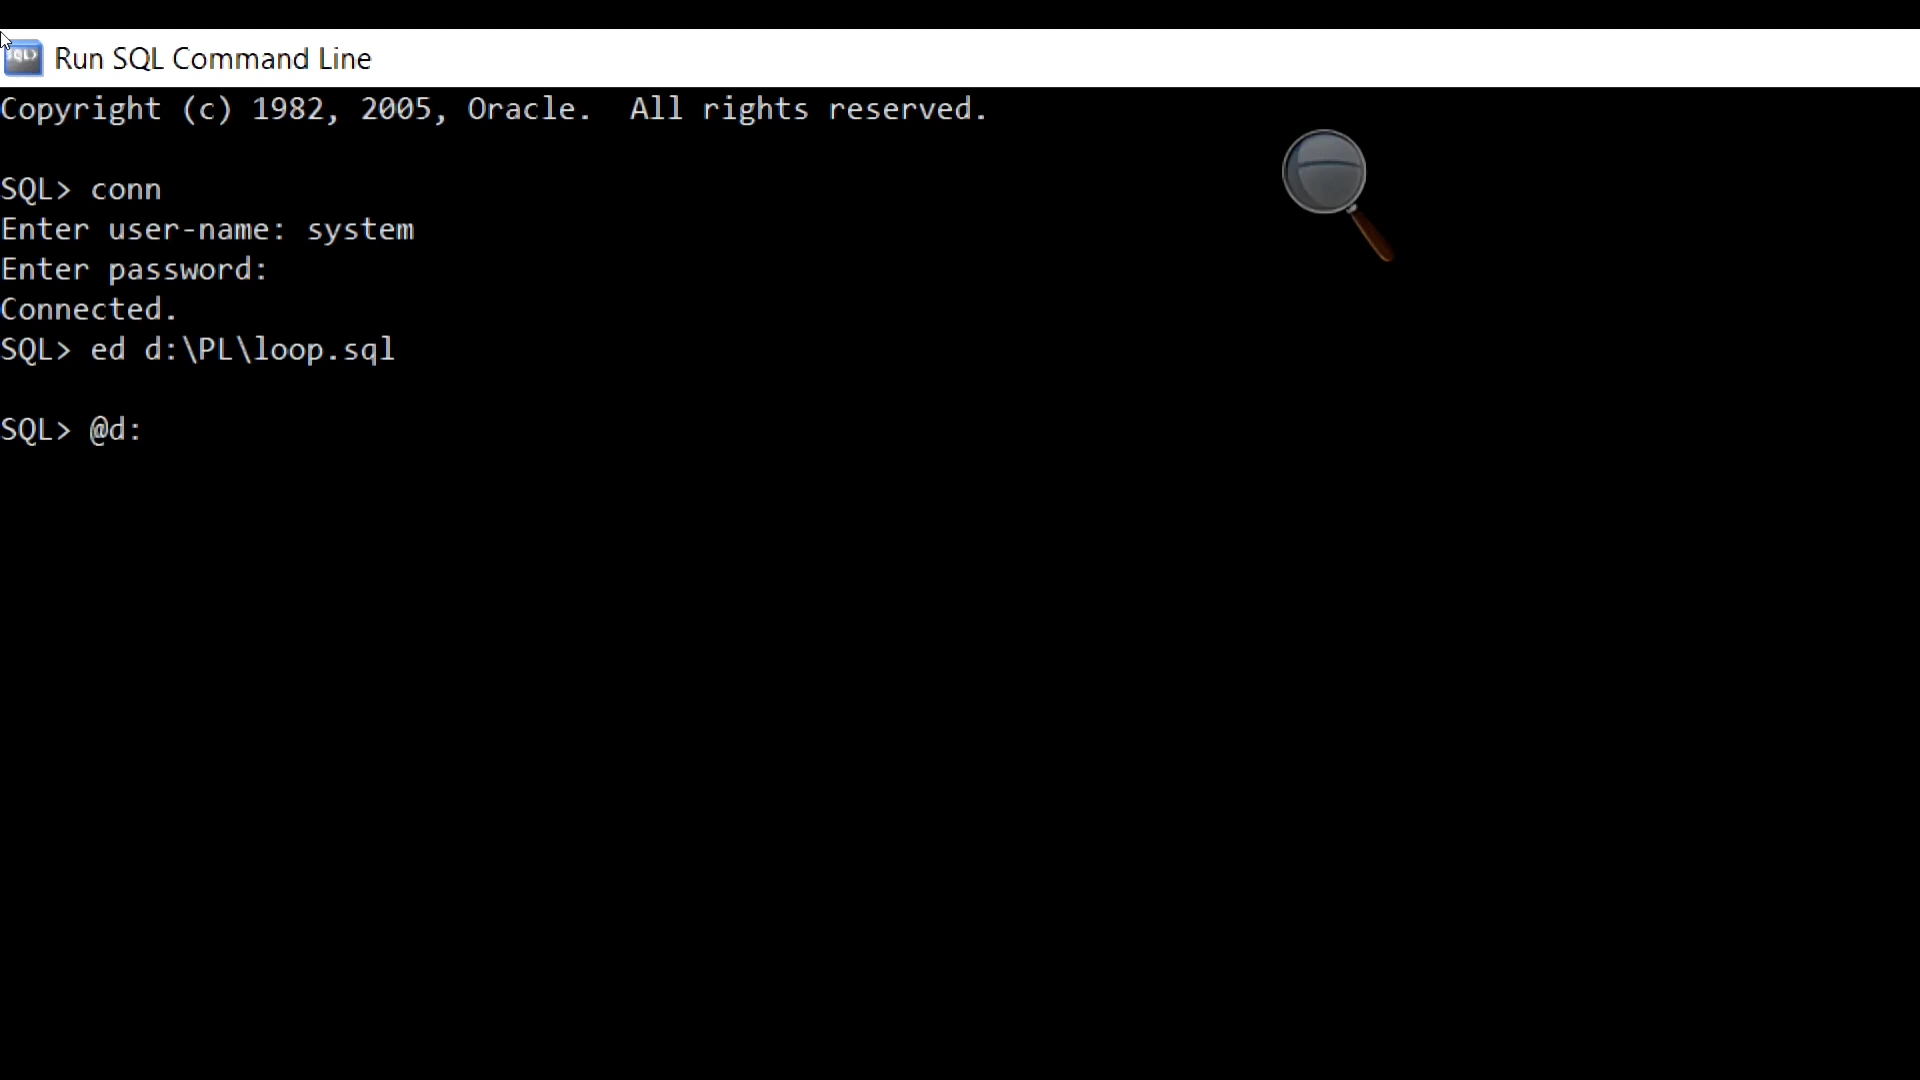 SQL>
Run SQL Command Line
Copyright (c) 1982, 2005, Oracle.  All rights reserved.
SQL> conn
Enter user-name: system
Enter password:
Connected.
SQL> ed d:\PL\loop.sql
SQL> @d: